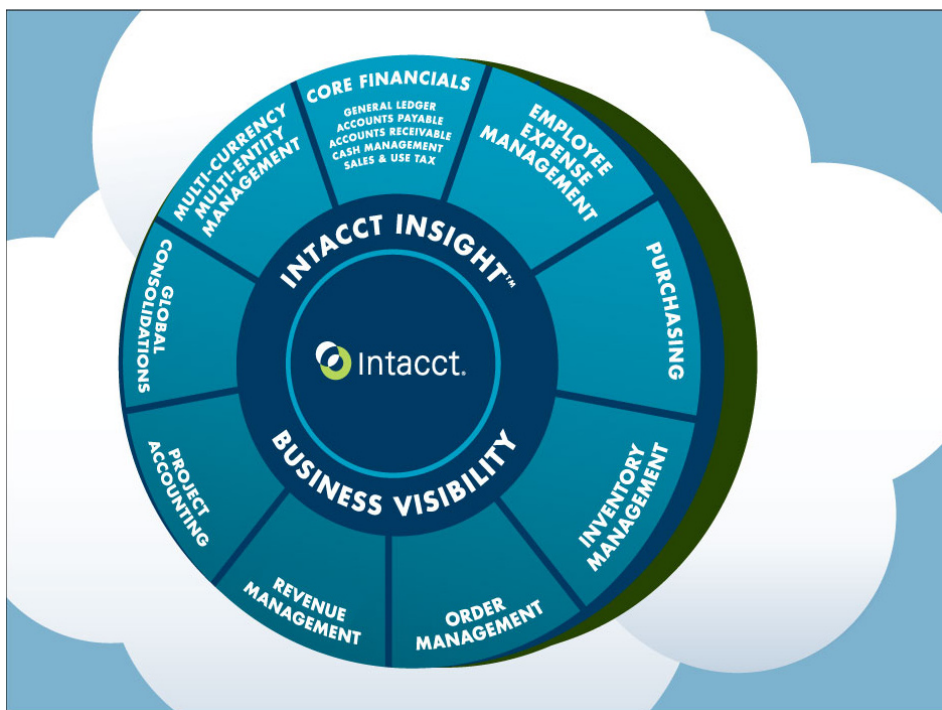 CORE FINANCIALS
GENERAL LEDGER
ACCOUNTS PAYABLE
ACCOUNTS RECEIVABLE
CASH MANAGEMENT
SALES & USE TAX
EMPLOYEE
EXPENSE
MANAGEMENT
PURCHASING
INVENTORY
MANAGEMENT
ORDER
MANAGEMENT
REVENUE
MANAGEMENT
PROJECT
ACCOUNTING
GLOBAL
CONSOLIDATIONS
MULTI-CURRENCY
MULTI-ENTITY
MANAGEMENT
INTACCT INSIGHT™
Intacct.
BUSINESS VISIBILITY